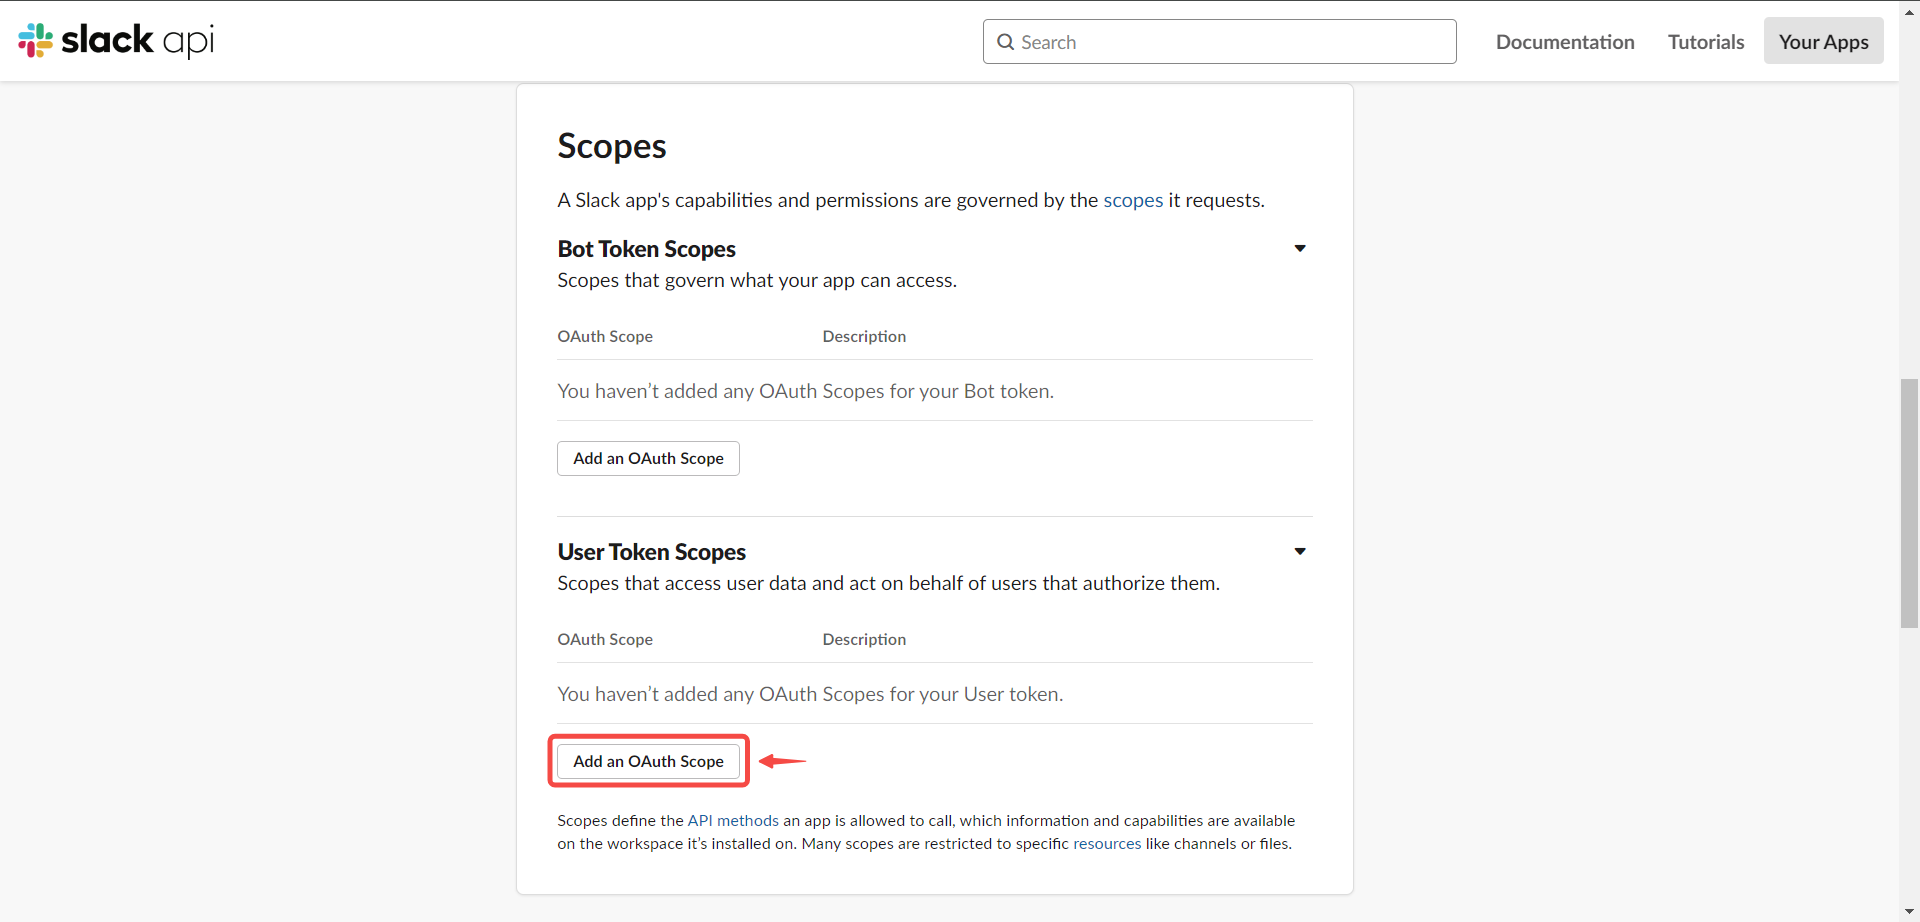 slack api
Search
Documentation
Tutorials
Your Apps
Scopes
A Slack app's capabilities and permissions are governed by the scopes it requests.
Bot Token Scopes
Scopes that govern what your app can access.
OAuth Scope Description
You haven’t added any OAuth Scopes for your Bot token.
Add an OAuth Scope
User Token Scopes
Scopes that access user data and act on behalf of users that authorize them.
OAuth Scope Description
You haven’t added any OAuth Scopes for your User token.
Add an OAuth Scope
Scopes define the API methods an app is allowed to call, which information and capabilities are available
on the workspace it’s installed on. Many scopes are restricted to specific resources like channels or files.